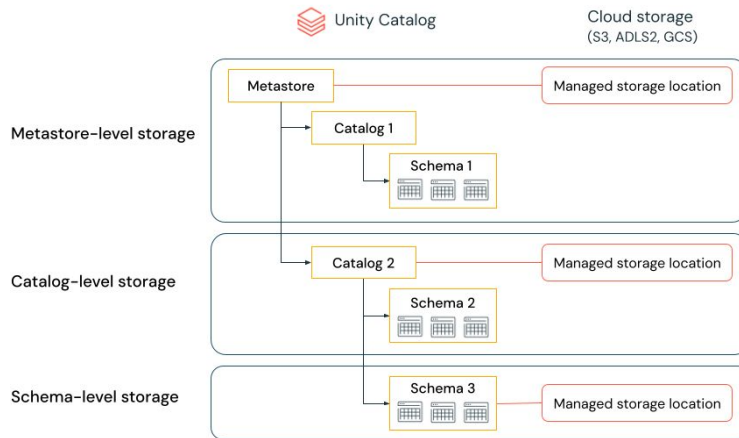 Unity Catalog
Cloud storage
(S3, ADLS2, GCS)
Metastore-level storage
Metastore
Managed storage location
Catalog 1
Schema 1
Catalog-level storage
Catalog 2
Managed storage location
Schema 2
Schema-level storage
Schema 3
Managed storage location